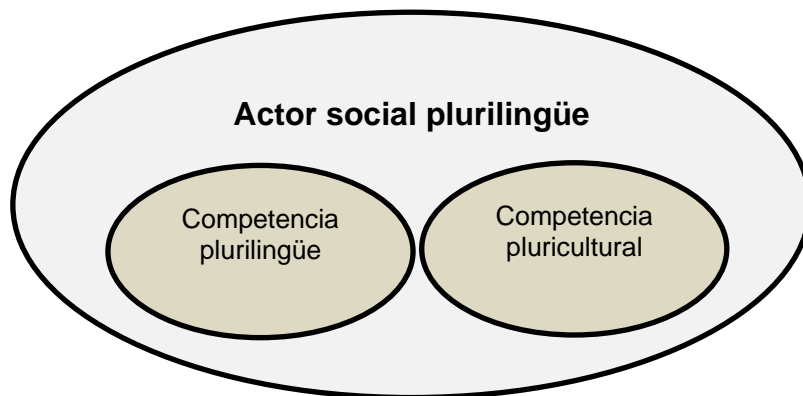 Actor social plurilingüe
Competencia
plurilingüe
Competencia
pluricultural